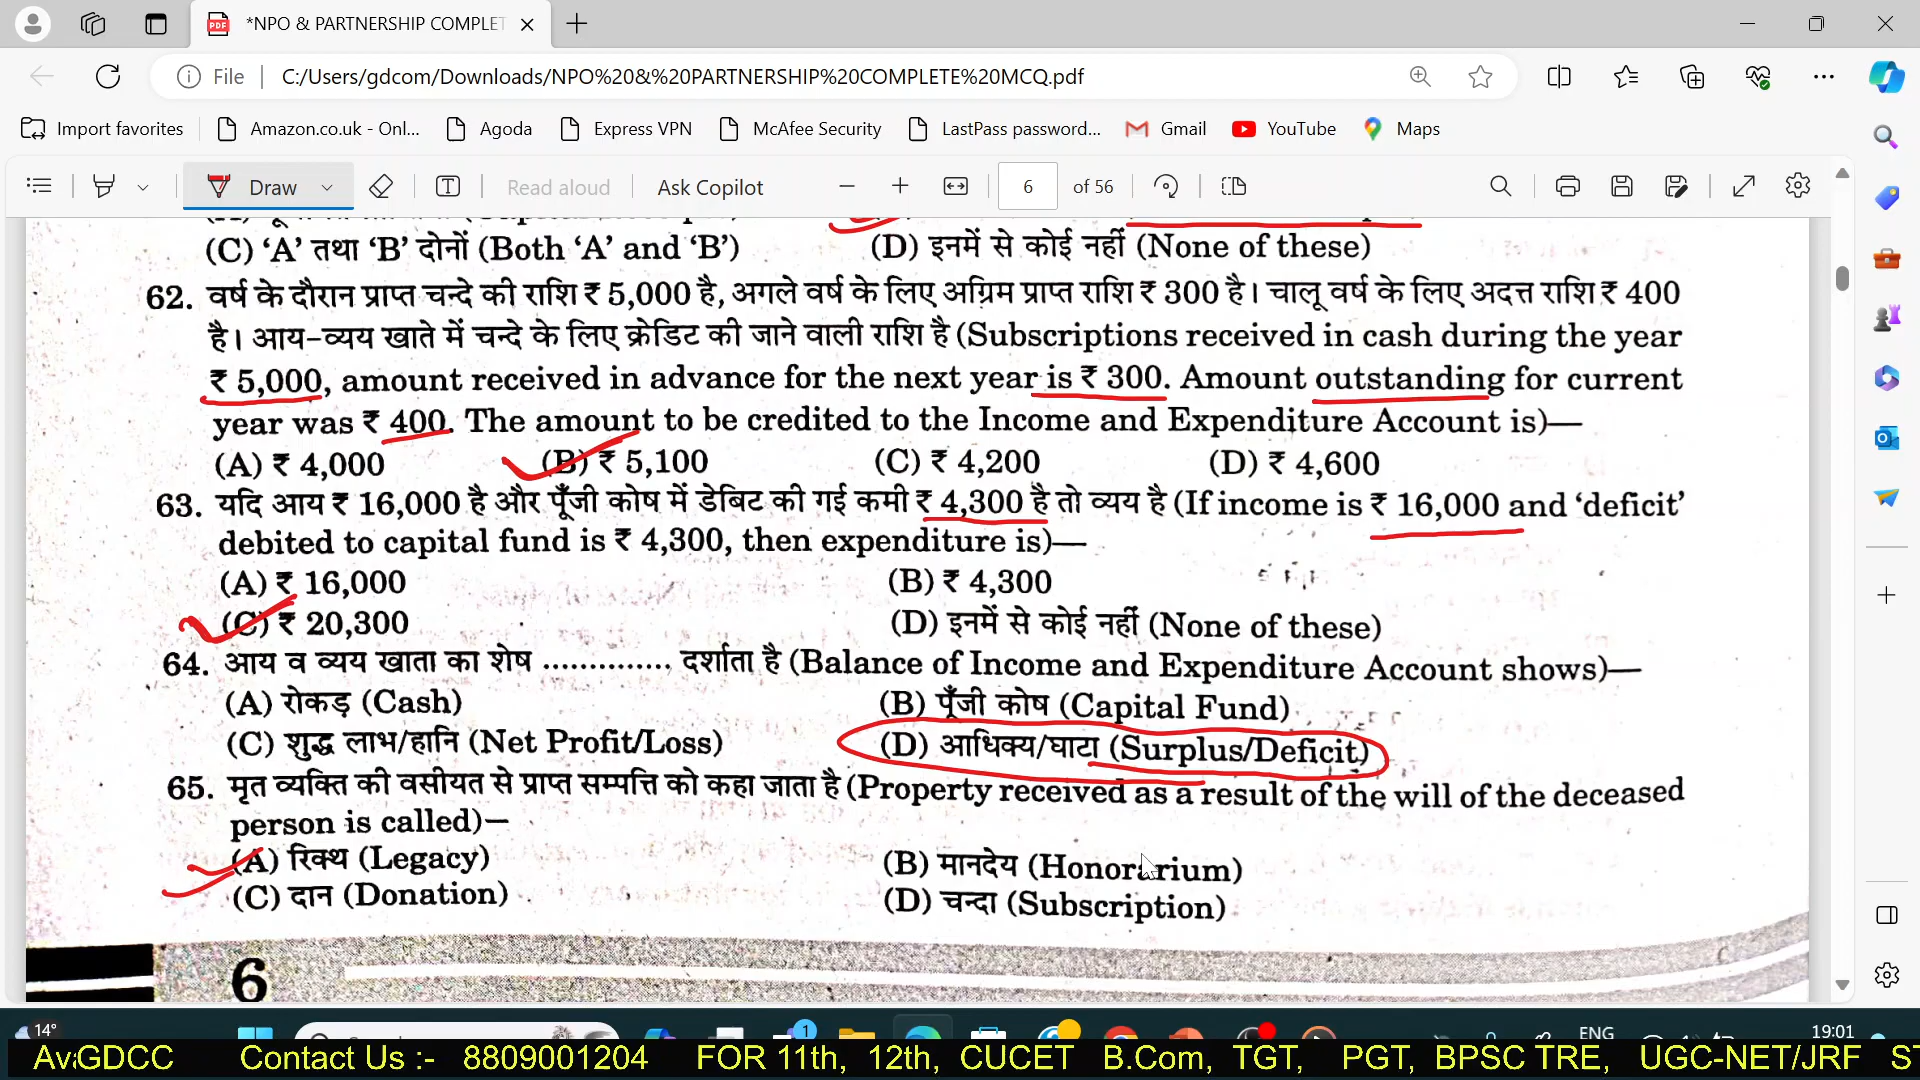 *NPO & PARTNERSHIP COMPLET
File C:/Users/gdcom/Downloads/NPO%20&%20PARTNERSHIP%20COMPLETE%20MCQ.pdf
Import favorites Amazon.co.uk - Onl... Agoda Express VPN McAfee Security LastPass password... Gmail YouTube Maps
Draw Read aloud Ask Copilot 6 of 56
(C) ‘A’ तथा ‘B’ दोनों (Both ‘A’ and ‘B’) (D) इनमें से कोई नहीं (None of these)
62. वर्ष के दौरान प्राप्त चन्दे की राशि ₹ 5,000 है, अगले वर्ष के लिए अग्रिम प्राप्त राशि ₹ 300 है। चालू वर्ष के लिए अदत्त राशि ₹ 400
है। आय-व्यय खाते में चन्दे के लिए क्रेडिट की जाने वाली राशि है (Subscriptions received in cash during the year
₹ 5,000, amount received in advance for the next year is ₹ 300. Amount outstanding for current
year was ₹ 400. The amount to be credited to the Income and Expenditure Account is)—
(A) ₹ 4,000 (B) ₹ 5,100 (C) ₹ 4,200 (D) ₹ 4,600
63. यदि आय ₹ 16,000 है और पूँजी कोष में डेबिट की गई कमी ₹ 4,300 है तो व्यय है (If income is ₹ 16,000 and ‘deficit’
debited to capital fund is ₹ 4,300, then expenditure is)—
(A) ₹ 16,000 (B) ₹ 4,300
(C) ₹ 20,300 (D) इनमें से कोई नहीं (None of these)
64. आय व व्यय खाता का शेष ............... दर्शाता है (Balance of Income and Expenditure Account shows)—
(A) रोकड़ (Cash) (B) पूँजी कोष (Capital Fund)
(C) शुद्ध लाभ/हानि (Net Profit/Loss) (D) आधिक्य/घाटा (Surplus/Deficit)
65. मृत व्यक्ति की वसीयत से प्राप्त सम्पत्ति को कहा जाता है (Property received as a result of the will of the deceased
person is called)—
(A) रिक्थ (Legacy) (B) मानदेय (Honorarium)
(C) दान (Donation) (D) चन्दा (Subscription)
6
14° 1 ENG 19:01
GDCC Contact Us :- 8809001204 FOR 11th, 12th, CUCET B.Com, TGT, PGT, BPSC TRE, UGC-NET/JRF